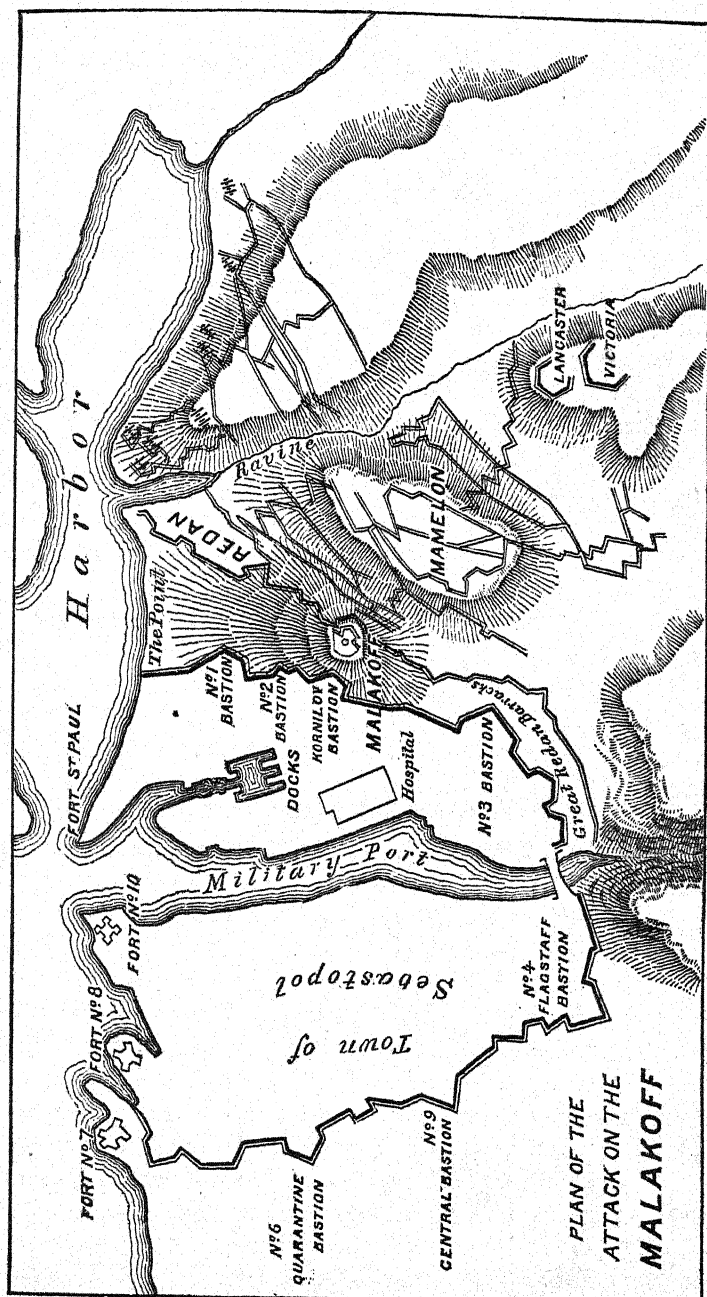 Harbor
FORT ST. PAUL
The Point
REDAN
Ravine
LANCASTER
VICTORIA
MAMELON
No 1
BASTION
No 2
BASTION
KORNILOV
BASTION
MALAKOFF
DOCKS
Hospital
No 3 BASTION
Great Redan Barracks
Military Port
FORT No 10
FORT No 8
FORT No 7
Town of
Sebastopol
No 4
FLAGSTAFF
BASTION
No 9
CENTRAL BASTION
No 6
QUARANTINE
BASTION
PLAN OF THE
ATTACK ON THE
MALAKOFF